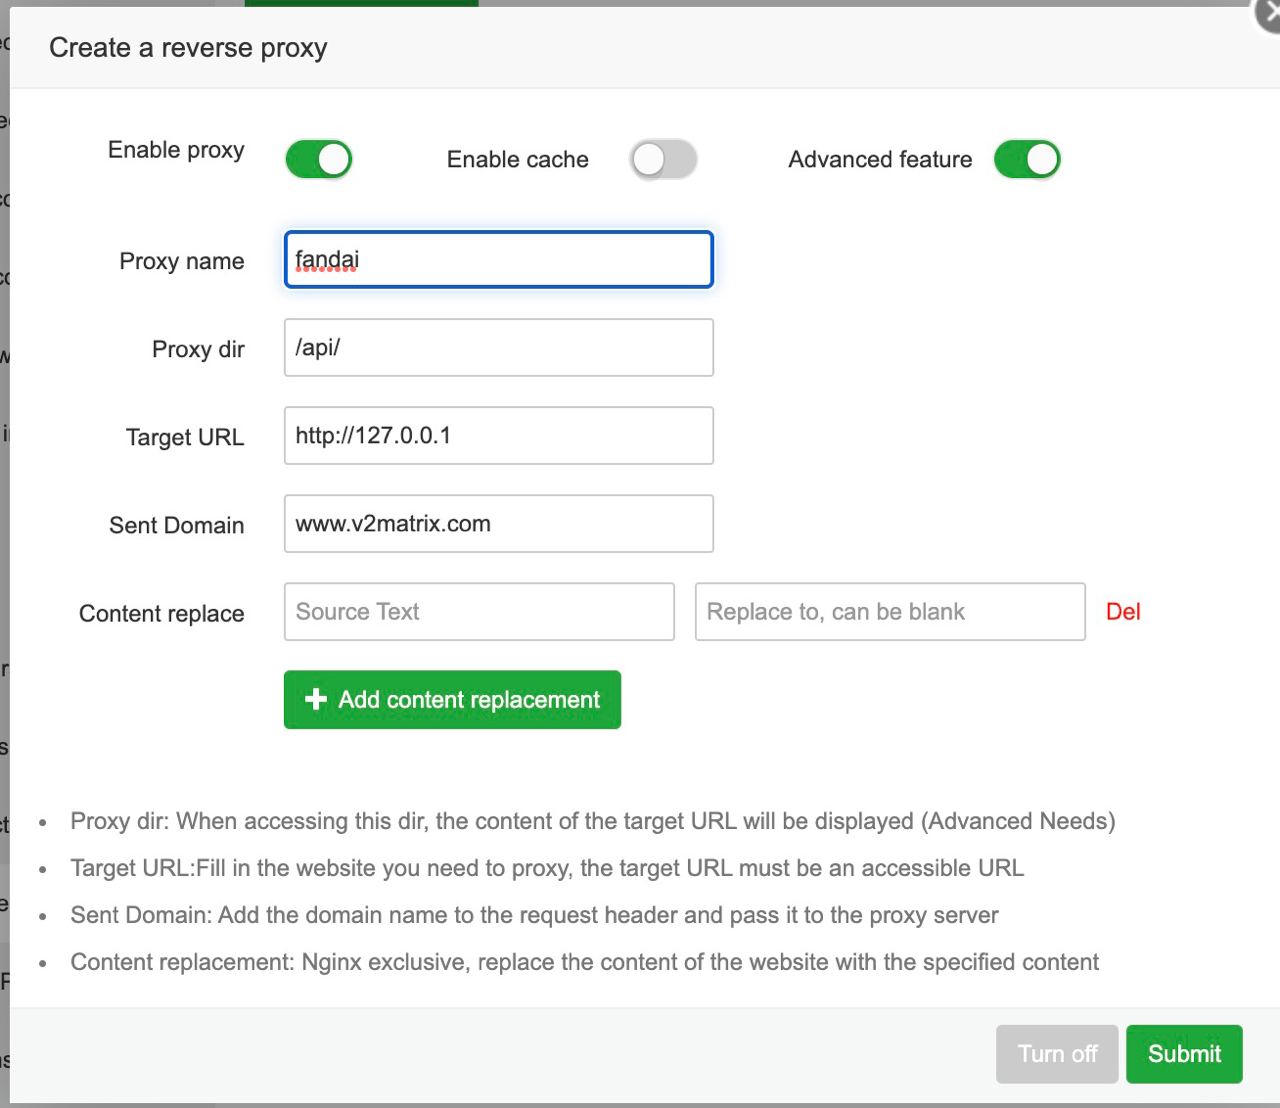 Create a reverse proxy
Enable proxy
Enable cache
Advanced feature
Proxy name
fandai
Proxy dir
/api/
Target URL
http://127.0.0.1
Sent Domain
www.v2matrix.com
Content replace
Source Text
Replace to, can be blank
Del
Add content replacement
Proxy dir: When accessing this dir, the content of the target URL will be displayed (Advanced Needs)
Target URL:Fill in the website you need to proxy, the target URL must be an accessible URL
Sent Domain: Add the domain name to the request header and pass it to the proxy server
Content replacement: Nginx exclusive, replace the content of the website with the specified content
Turn off
Submit